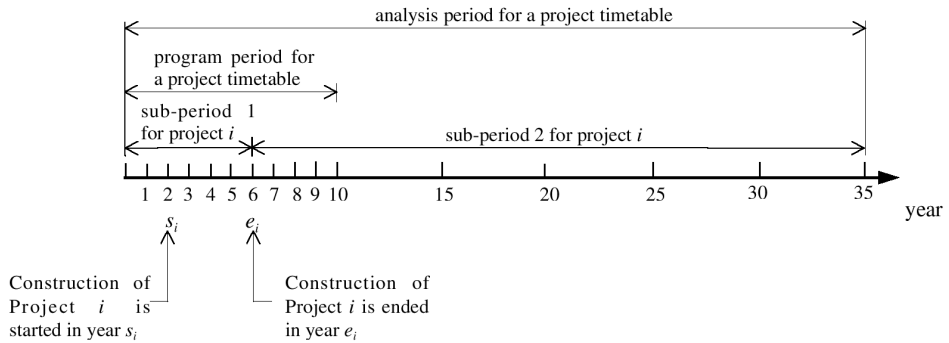 analysis period for a project timetable
program period for
a project timetable
sub-period 1
for project i
sub-period 2 for project i
1 2 3 4 5 6 7 8 9 10 15 20 25 30 35
year
s_i e_i
Construction of
Project i is
started in year s_i
Construction of
Project i is ended
in year e_i